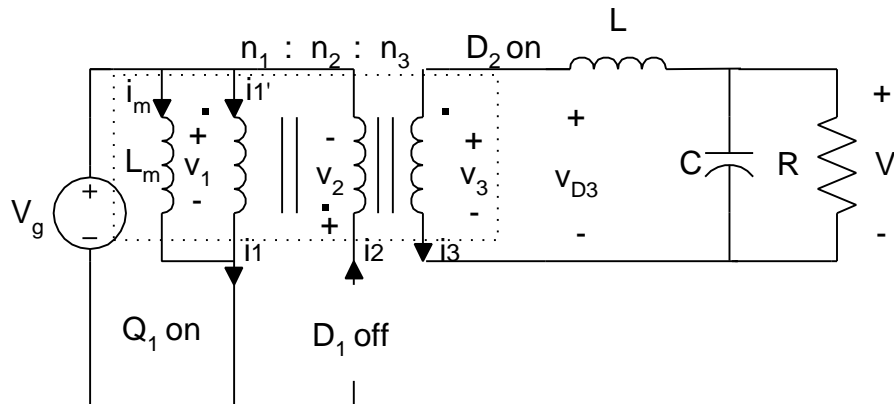 L
n1 : n2 : n3 D2 on
im i1'
+ - + + +
Lm v1 v2 v3 vD3 C R V
Vg + - - + - - -
i1 i2 i3
Q1 on D1 off